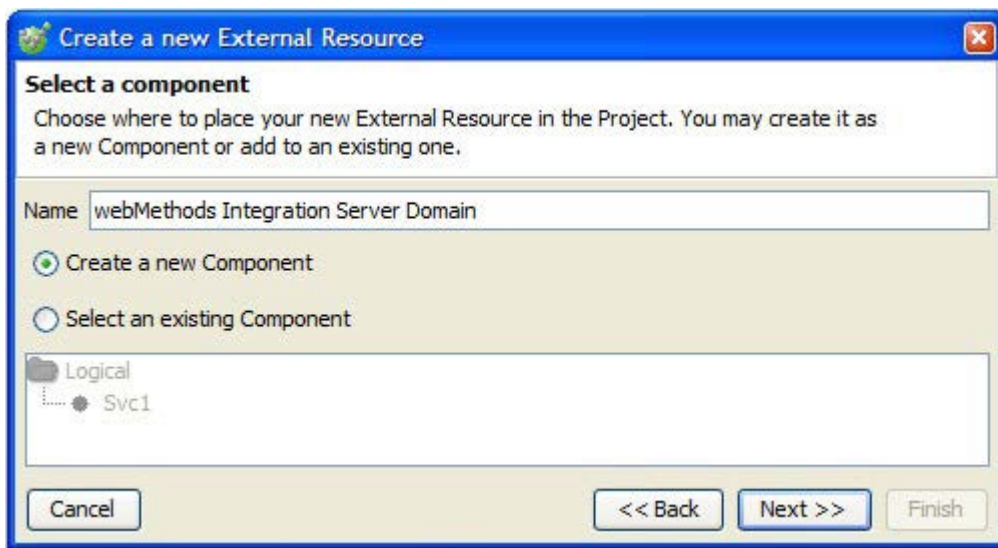 Create a new External Resource
Select a component
Choose where to place your new External Resource in the Project. You may create it as
a new Component or add to an existing one.
Name webMethods Integration Server Domain
Create a new Component
Select an existing Component
Logical
Svc1
Cancel << Back Next >> Finish